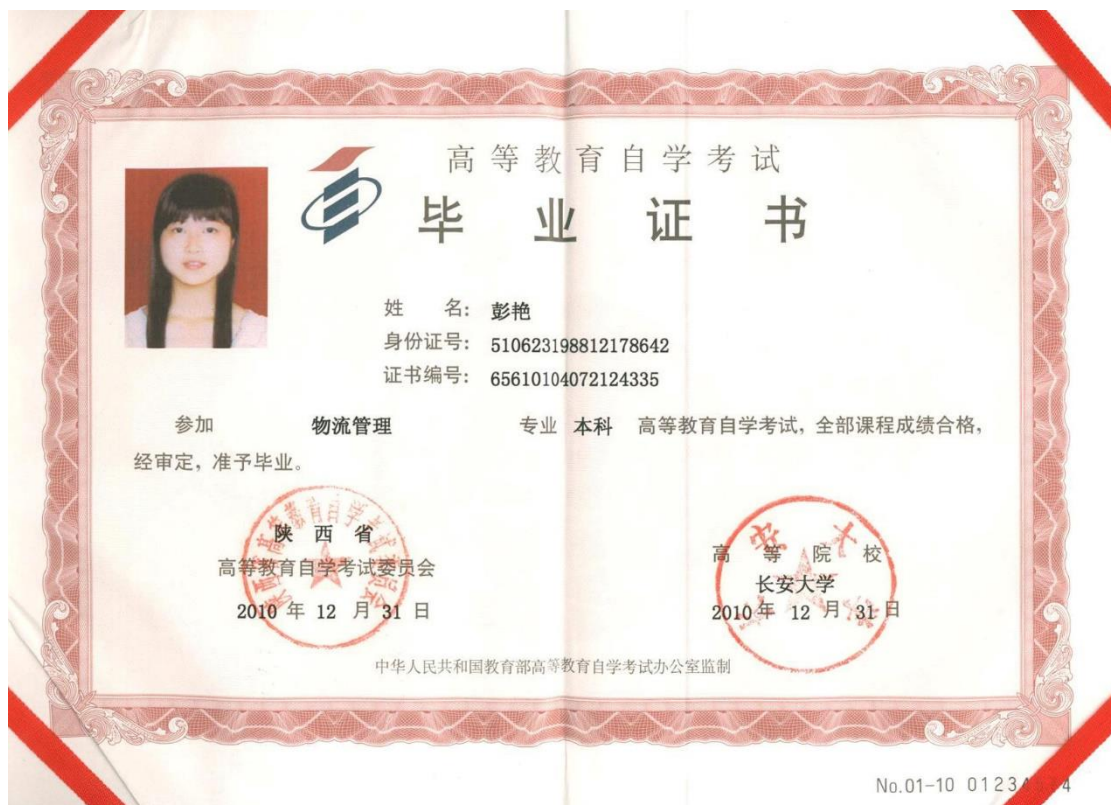 高等教育自学考试
毕业证书
姓 名: 彭艳
身份证号: 510623198812178642
证书编号: 65610104072124335
参加 物流管理 专业 本科 高等教育自学考试, 全部课程成绩合格,
经审定, 准予毕业。
陕西省
高等教育自学考试委员会
2010 年 12 月 31 日
高等院校
长安大学
2010 年 12 月 31 日
中华人民共和国教育部高等教育自学考试办公室监制